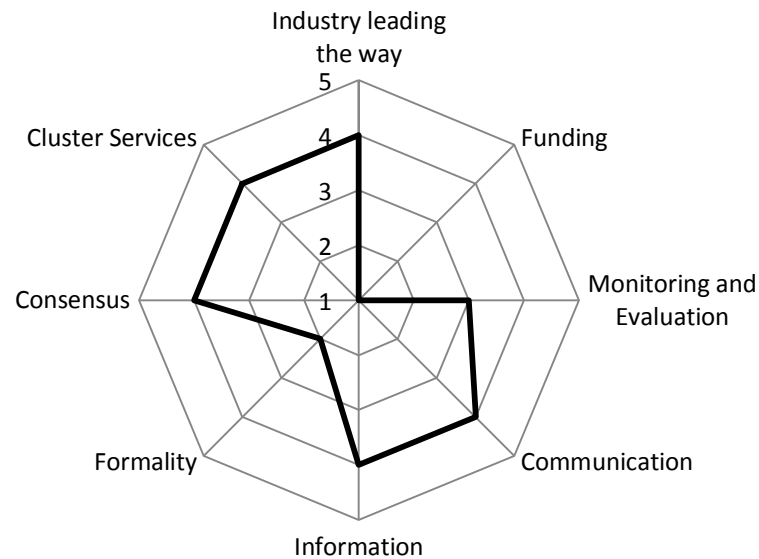 Industry leading
the way
5
Cluster Services
4
Funding
3
2
Consensus
1
Monitoring and
Evaluation
Formality
Communication
Information